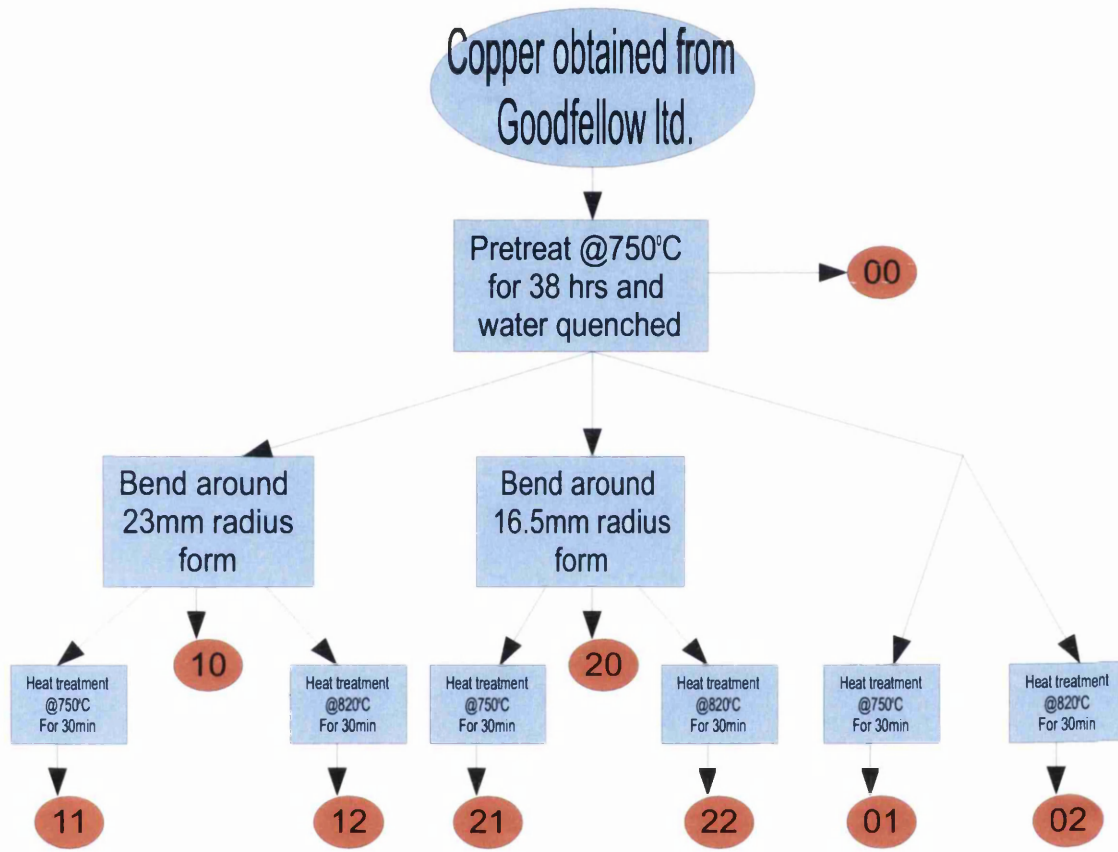 Copper obtained from
Goodfellow ltd.
Pretreat @750°C
for 38 hrs and
water quenched
00
Bend around
23mm radius
form
Bend around
16.5mm radius
form
10
20
Heat treatment
@750°C
For 30min
Heat treatment
@820°C
For 30min
Heat treatment
@750°C
For 30min
Heat treatment
@820°C
For 30min
Heat treatment
@750°C
For 30min
Heat treatment
@820°C
For 30min
11
12
21
22
01
02